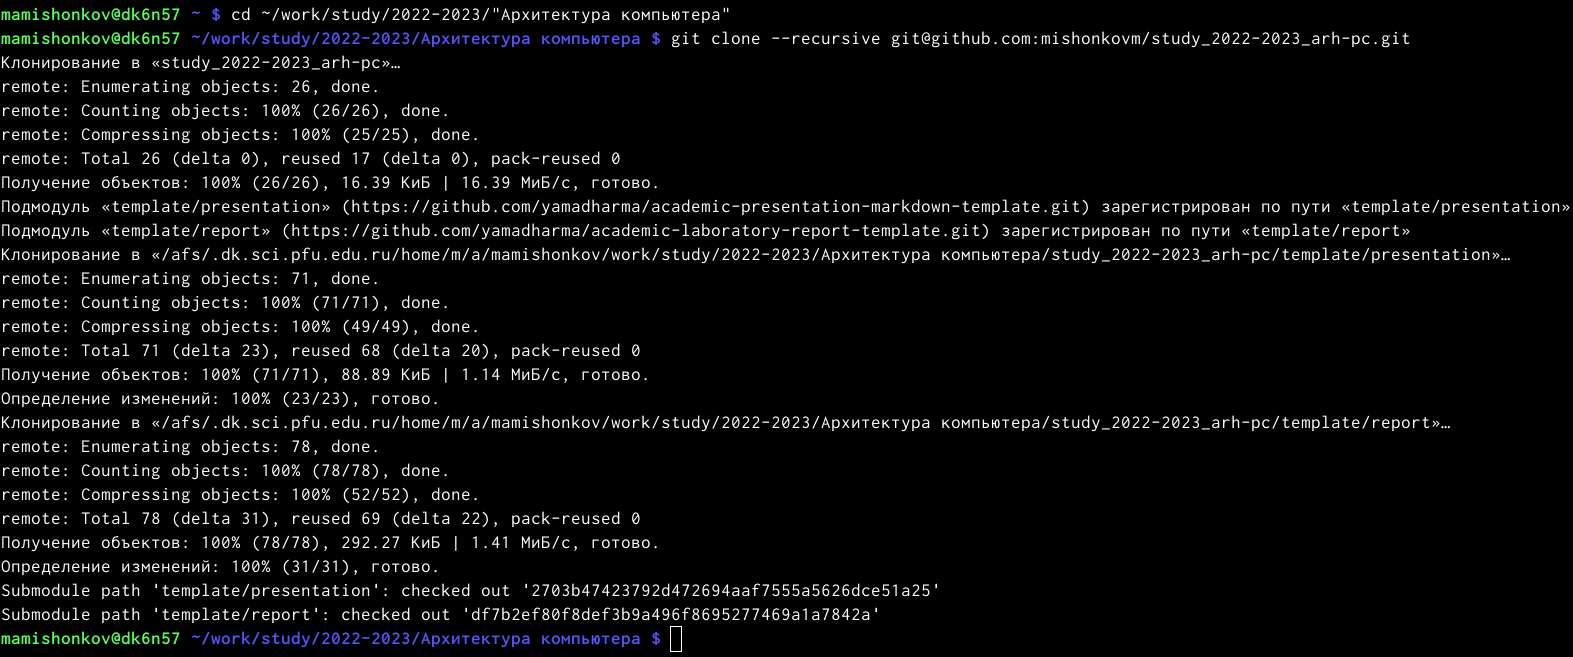 mamishonkov@dk6n57 ~ $ cd ~/work/study/2022-2023/"Архитектура компьютера"
mamishonkov@dk6n57 ~/work/study/2022-2023/Архитектура компьютера $ git clone --recursive git@github.com:mishonkovm/study_2022-2023_arh-pc.git
Клонирование в «study_2022-2023_arh-pc»…
remote: Enumerating objects: 26, done.
remote: Counting objects: 100% (26/26), done.
remote: Compressing objects: 100% (25/25), done.
remote: Total 26 (delta 0), reused 17 (delta 0), pack-reused 0
Получение объектов: 100% (26/26), 16.39 КиБ | 16.39 МиБ/с, готово.
Подмодуль «template/presentation» (https://github.com/yamadharma/academic-presentation-markdown-template.git) зарегистрирован по пути «template/presentation»
Подмодуль «template/report» (https://github.com/yamadharma/academic-laboratory-report-template.git) зарегистрирован по пути «template/report»
Клонирование в «/afs/.dk.sci.pfu.edu.ru/home/m/a/mamishonkov/work/study/2022-2023/Архитектура компьютера/study_2022-2023_arh-pc/template/presentation»…
remote: Enumerating objects: 71, done.
remote: Counting objects: 100% (71/71), done.
remote: Compressing objects: 100% (49/49), done.
remote: Total 71 (delta 23), reused 68 (delta 20), pack-reused 0
Получение объектов: 100% (71/71), 88.89 КиБ | 1.14 МиБ/с, готово.
Определение изменений: 100% (23/23), готово.
Клонирование в «/afs/.dk.sci.pfu.edu.ru/home/m/a/mamishonkov/work/study/2022-2023/Архитектура компьютера/study_2022-2023_arh-pc/template/report»…
remote: Enumerating objects: 78, done.
remote: Counting objects: 100% (78/78), done.
remote: Compressing objects: 100% (52/52), done.
remote: Total 78 (delta 31), reused 69 (delta 22), pack-reused 0
Получение объектов: 100% (78/78), 292.27 КиБ | 1.41 МиБ/с, готово.
Определение изменений: 100% (31/31), готово.
Submodule path 'template/presentation': checked out '2703b47423792d472694aaf7555a5626dce51a25'
Submodule path 'template/report': checked out 'df7b2ef80f8def3b9a496f8695277469a1a7842a'
mamishonkov@dk6n57 ~/work/study/2022-2023/Архитектура компьютера $